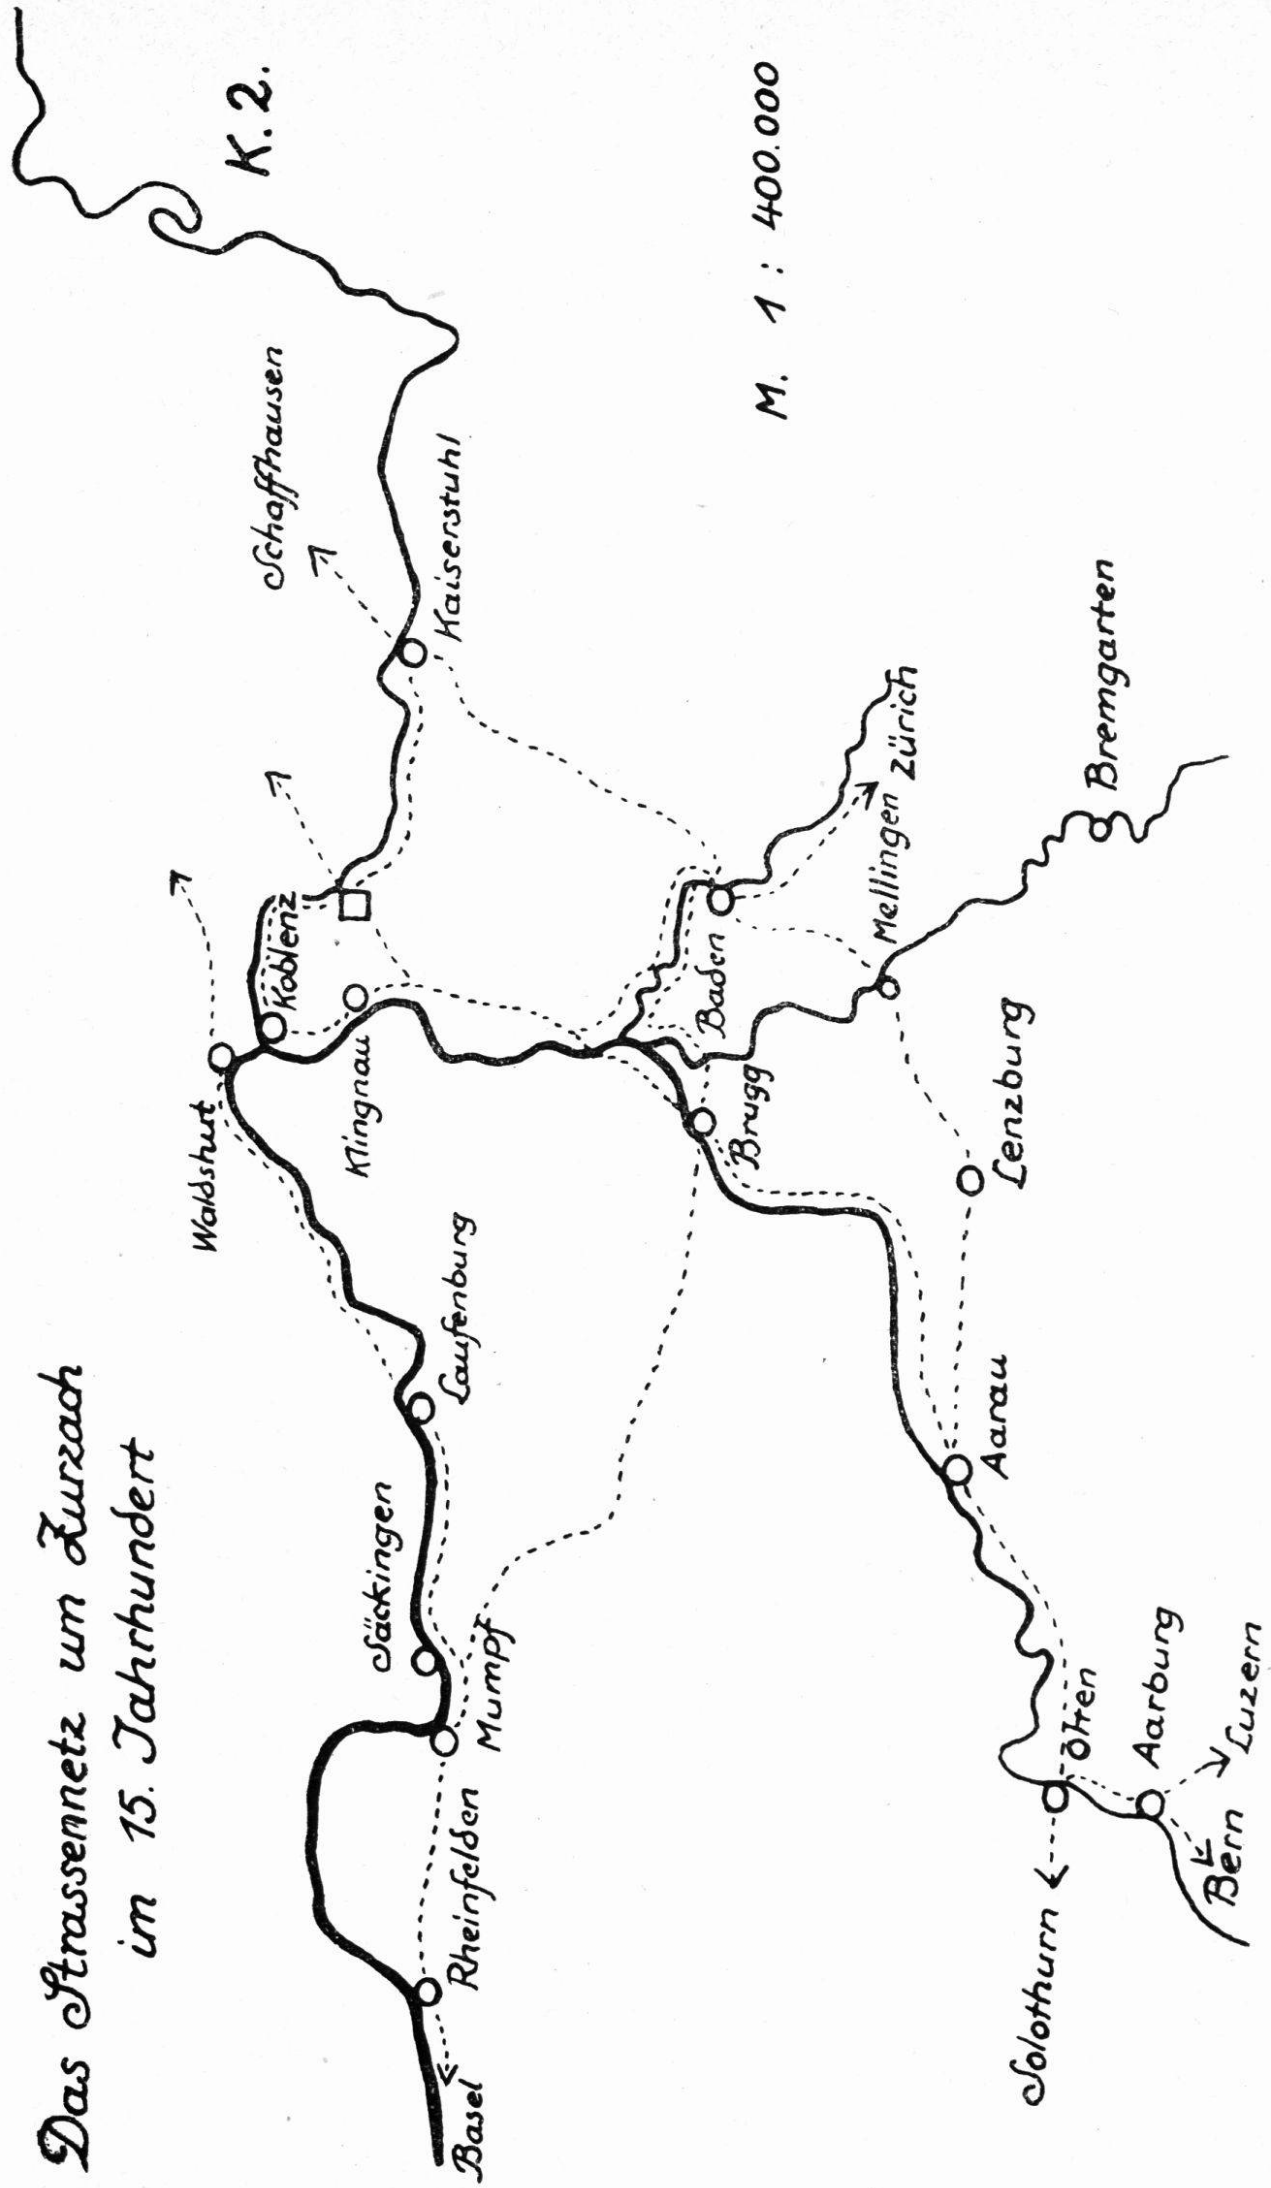 Das Strassennetz um Zurzach
im 15. Jahrhundert
K. 2.
Schaffhausen
Waldshut
Koblenz
Kaiserstuhl
Klingnau
Säckingen
Laufenburg
Basel
Rheinfelden
Mumpf
Brugg
Baden
M. 1 : 400.000
Mellingen
Zürich
Aarau
Lenzburg
Bremgarten
Solothurn
Olten
Aarburg
Bern
Luzern